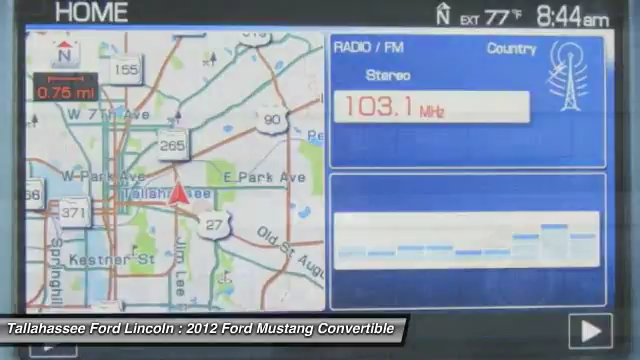 HOME
N EXT 77°F 8:44am
N
0.75 mi
155
W 7Th Ave
90
265
W Park Ave
E Park Ave
Tallahassee
371
27
Springhill
Kestner St
Jim Lee
Old St Augu
RADIO / FM
Country
Stereo
103.1 MHz
Tallahassee Ford Lincoln : 2012 Ford Mustang Convertible